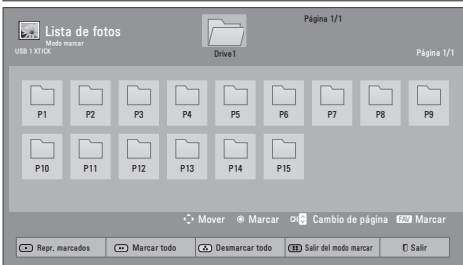 Lista de fotos
Modo marcar
USB 1 XTICK
Página 1/1
Drive1
Página 1/1
P1 P2 P3 P4 P5 P6 P7 P8 P9
P10 P11 P12 P13 P14 P15
Mover Marcar CH Cambio de página FAV Marcar
Repr. marcados Marcar todo Desmarcar todo Salir del modo marcar Salir